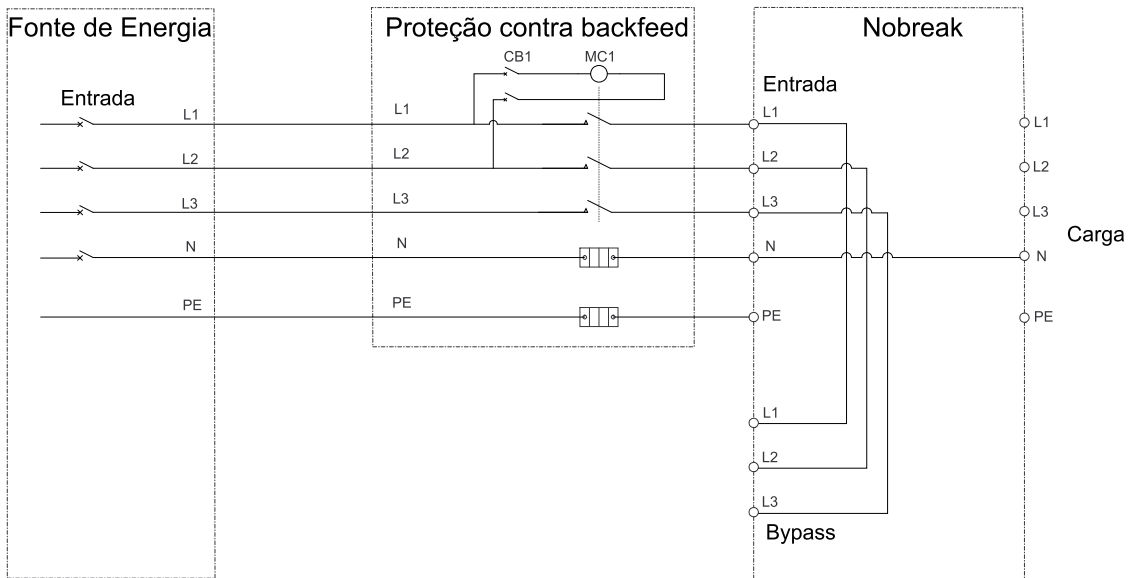 Fonte de Energia
Proteção contra backfeed
Nobreak
CB1
MC1
Entrada
Entrada
L1
L1
L1
L1
L2
L2
L2
L2
L3
L3
L3
L3
Carga
N
N
N
N
PE
PE
PE
PE
L1
L2
L3
Bypass